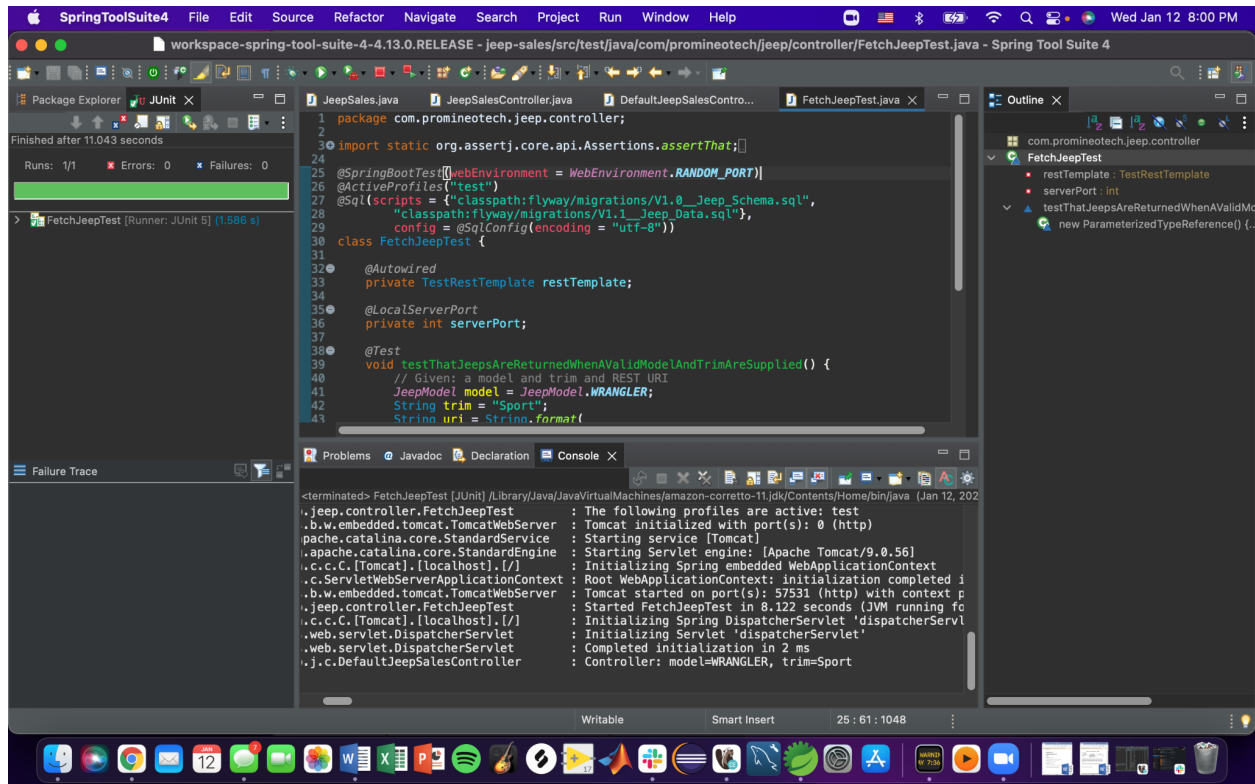 SpringToolSuite4 File Edit Source Refactor Navigate Search Project Run Window Help Wed Jan 12 8:00 PM
workspace-spring-tool-suite-4-4.13.0.RELEASE - jeep-sales/src/test/java/com/promineotech/jeep/controller/FetchJeepTest.java - Spring Tool Suite 4
Package Explorer JUnit
Finished after 11.043 seconds
Runs: 1/1 Errors: 0 Failures: 0
FetchJeepTest [Runner: JUnit 5] (1.586 s)
Failure Trace
JeepSales.java JeepSalesController.java DefaultJeepSalesContro... FetchJeepTest.java
1 package com.promineotech.jeep.controller;
2
3 import static org.assertj.core.api.Assertions.assertThat;
24
25 @SpringBootTest(webEnvironment = WebEnvironment.RANDOM_PORT)
26 @ActiveProfiles("test")
27 @Sql(scripts = {"classpath:flyway/migrations/V1.0__Jeep_Schema.sql",
28 "classpath:flyway/migrations/V1.1__Jeep_Data.sql"},
29 config = @SqlConfig(encoding = "utf-8"))
30 class FetchJeepTest {
31
32 @Autowired
33 private TestRestTemplate restTemplate;
34
35 @LocalServerPort
36 private int serverPort;
37
38 @Test
39 void testThatJeepsAreReturnedWhenAValidModelAndTrimAreSupplied() {
40 // Given: a model and trim and REST URI
41 JeepModel model = JeepModel.WRANGLER;
42 String trim = "Sport";
43 String uri = String.format(
Problems Javadoc Declaration Console
<terminated> FetchJeepTest [JUnit] /Library/Java/JavaVirtualMachines/amazon-corretto-11.jdk/Contents/Home/bin/java (Jan 12, 202
.jeep.controller.FetchJeepTest : The following profiles are active: test
.b.w.embedded.tomcat.TomcatWebServer : Tomcat initialized with port(s): 0 (http)
pache.catalina.core.StandardService : Starting service [Tomcat]
.apache.catalina.core.StandardEngine : Starting Servlet engine: [Apache Tomcat/9.0.56]
.c.c.C.[Tomcat].[localhost].[/] : Initializing Spring embedded WebApplicationContext
.c.ServletWebServerApplicationContext : Root WebApplicationContext: initialization completed i
.b.w.embedded.tomcat.TomcatWebServer : Tomcat started on port(s): 57531 (http) with context p
.jeep.controller.FetchJeepTest : Started FetchJeepTest in 8.122 seconds (JVM running fo
.c.c.C.[Tomcat].[localhost].[/] : Initializing Spring DispatcherServlet 'dispatcherServl
.web.servlet.DispatcherServlet : Initializing Servlet 'dispatcherServlet'
.web.servlet.DispatcherServlet : Completed initialization in 2 ms
.j.c.DefaultJeepSalesController : Controller: model=WRANGLER, trim=Sport
Outline
com.promineotech.jeep.controller
FetchJeepTest
restTemplate : TestRestTemplate
serverPort : int
testThatJeepsAreReturnedWhenAValidMo
new ParameterizedTypeReference() {..
Writable Smart Insert 25 : 61 : 1048
JAN
12
7
17